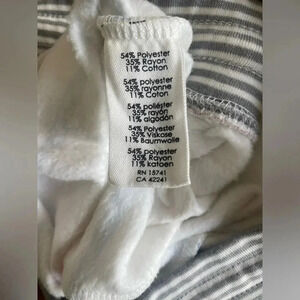 54% Polyester
35% Rayon
11% Cotton
54% polyester
35% rayonne
11% Coton
54% poliéster
35% rayón
11% algodón
54% Polyester
35% Viskose
11% Baumwolle
54% polyester
35% Rayon
11% katoen
RN 15741
CA 42241